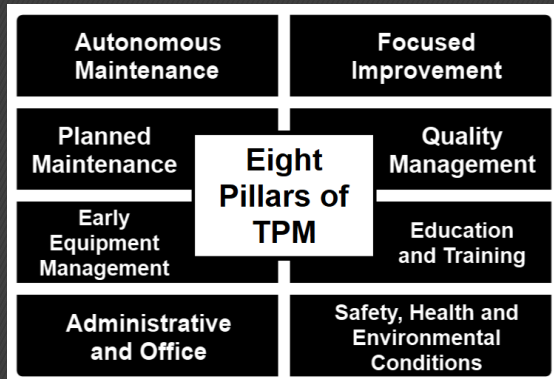 Autonomous
Maintenance
Focused
Improvement
Planned
Maintenance
Eight
Pillars of
TPM
Quality
Management
Early
Equipment
Management
Education
and Training
Administrative
and Office
Safety, Health and
Environmental
Conditions